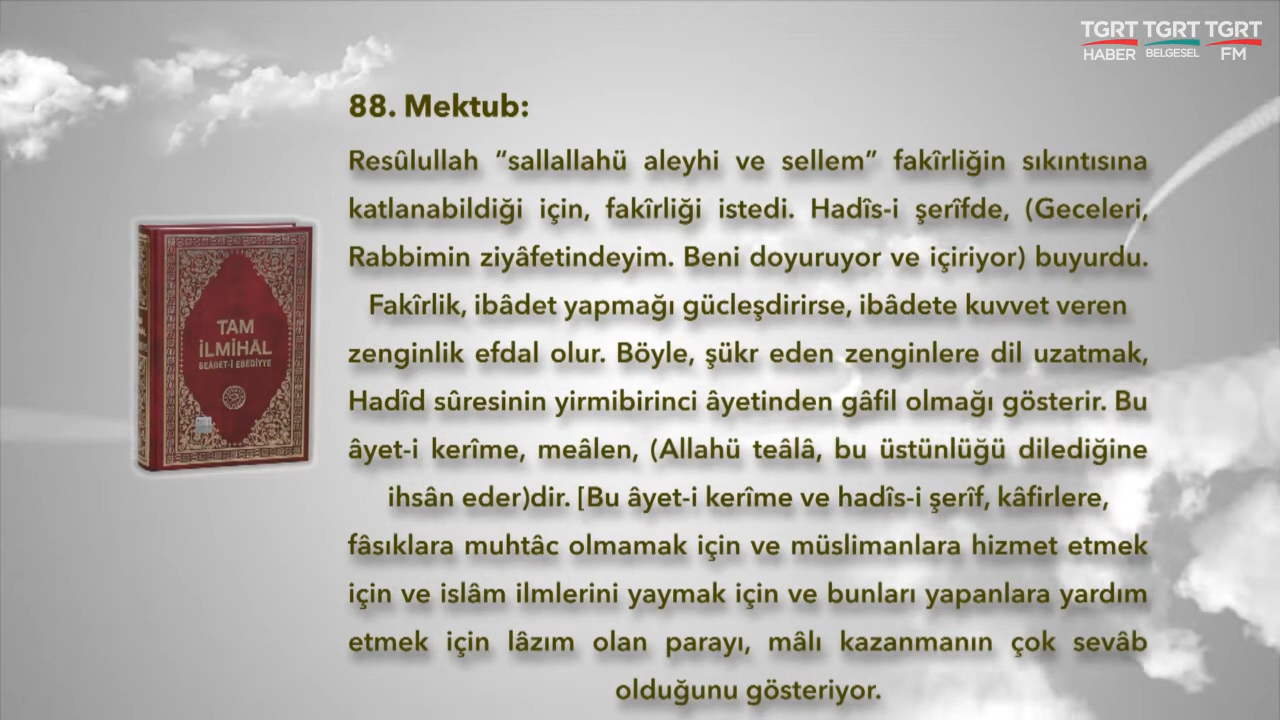 TGRT TGRT TGRT
HABER BELGESEL FM
88. Mektub:
Resûlullah “sallallahü aleyhi ve sellem” fakîrliğin sıkıntısına
katlanabildiği için, fakîrliği istedi. Hadîs-i şerîfde, (Geceleri,
Rabbimin ziyâfetindeyim. Beni doyuruyor ve içiriyor) buyurdu.
Fakîrlik, ibâdet yapmağı gücleşdirirse, ibâdete kuvvet veren
zenginlik efdal olur. Böyle, şükr eden zenginlere dil uzatmak,
Hadîd sûresinin yirmibirinci âyetinden gâfil olmağı gösterir. Bu
âyet-i kerîme, meâlen, (Allahü teâlâ, bu üstünlüğü dilediğine
ihsân eder)dir. [Bu âyet-i kerîme ve hadîs-i şerîf, kâfirlere,
fâsıklara muhtâc olmamak için ve müslimanlara hizmet etmek
için ve islâm ilmlerini yaymak için ve bunları yapanlara yardım
etmek için lâzım olan parayı, mâlı kazanmanın çok sevâb
olduğunu gösteriyor.
TAM
İLMİHÂL
SEÂDET-İ EBEDİYYE